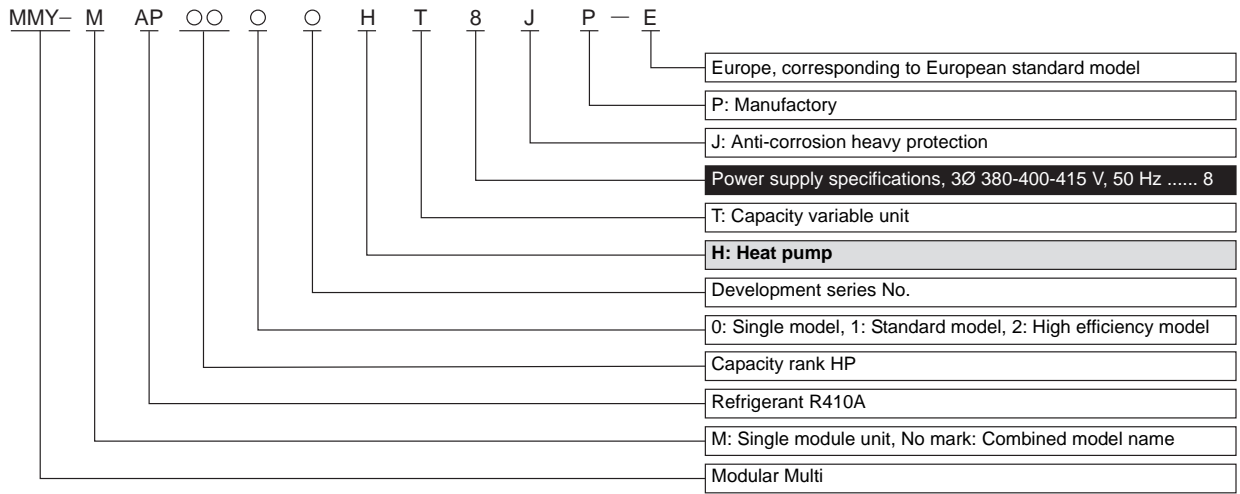 MMY– M AP ○○ ○ ○ H T 8 J P — E
Europe, corresponding to European standard model
P: Manufactory
J: Anti-corrosion heavy protection
Power supply specifications, 3Ø 380-400-415 V, 50 Hz ...... 8
T: Capacity variable unit
H: Heat pump
Development series No.
0: Single model, 1: Standard model, 2: High efficiency model
Capacity rank HP
Refrigerant R410A
M: Single module unit, No mark: Combined model name
Modular Multi